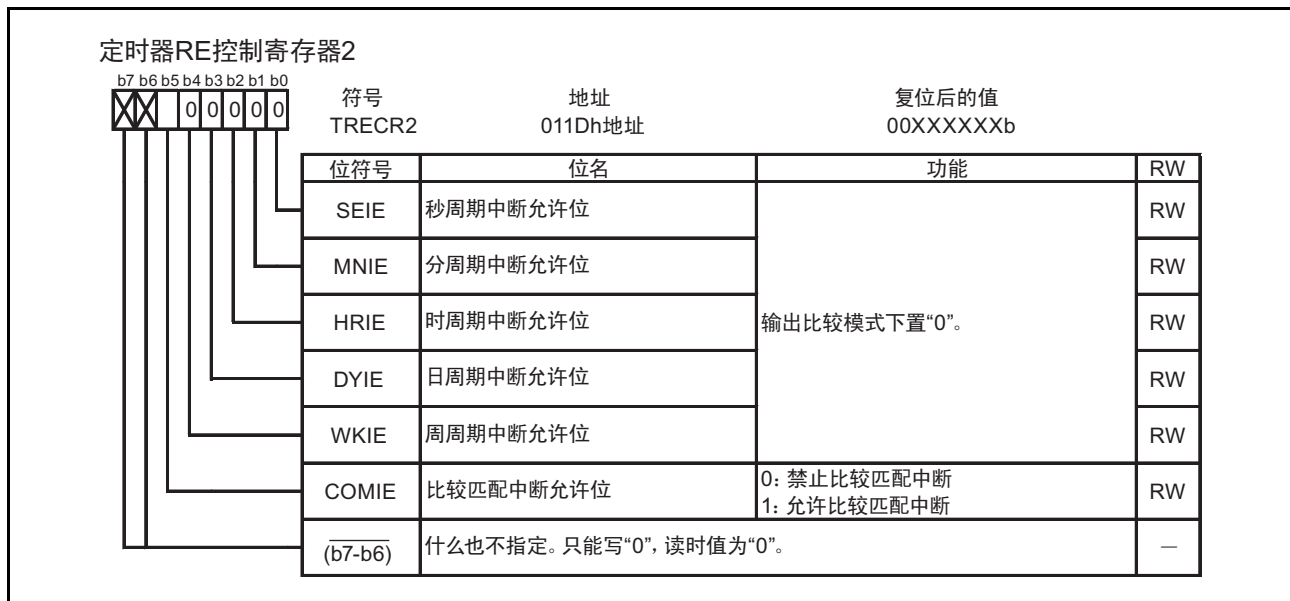 定时器RE控制寄存器2
b7 b6 b5 b4 b3 b2 b1 b0
0 0 0 0 0
符号 地址 复位后的值
TRECR2 011Dh地址 00XXXXXXb
位符号 位名 功能 RW
SEIE 秒周期中断允许位 RW
MNIE 分周期中断允许位 RW
HRIE 时周期中断允许位 输出比较模式下置“0”。 RW
DYIE 日周期中断允许位 RW
WKIE 周周期中断允许位 RW
COMIE 比较匹配中断允许位 0: 禁止比较匹配中断 RW
1: 允许比较匹配中断
(b7-b6) 什么也不指定。只能写“0”, 读时值为“0”。 —